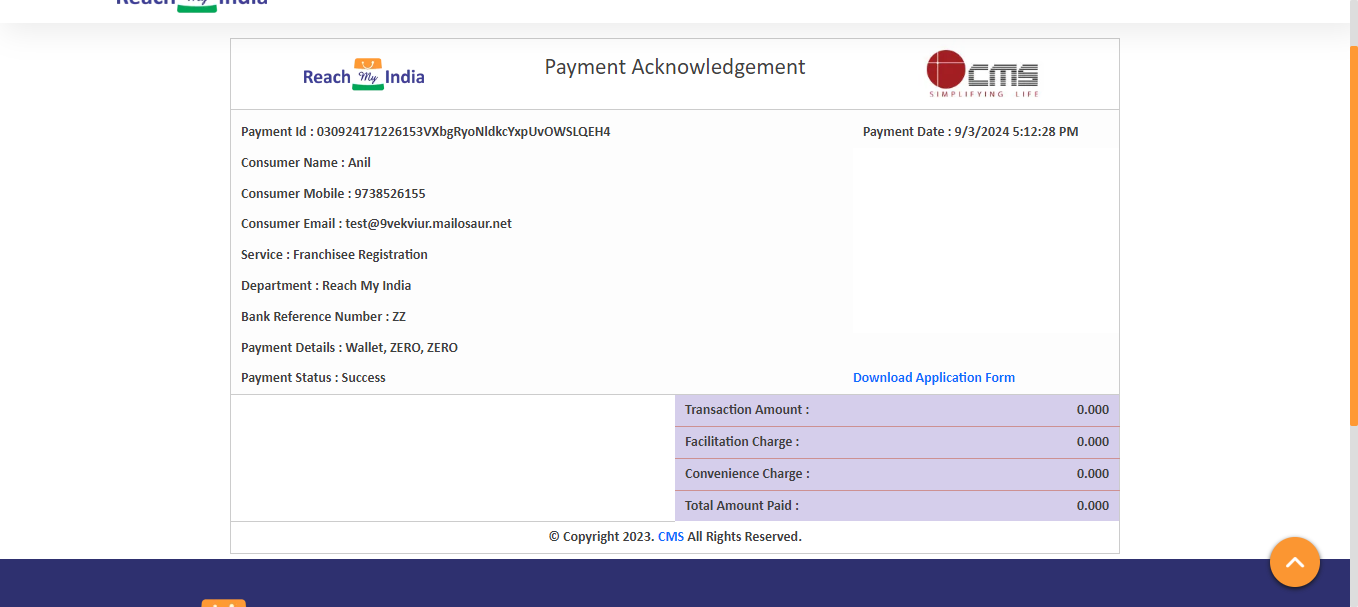 Reach My India
Reach My India
Payment Acknowledgement
CMS
SIMPLIFYING LIFE
Payment Id : 030924171226153VXbgRyoNldkcYxpUvOWSLQEH4
Payment Date : 9/3/2024 5:12:28 PM
Consumer Name : Anil
Consumer Mobile : 9738526155
Consumer Email : test@9vekviur.mailosaur.net
Service : Franchisee Registration
Department : Reach My India
Bank Reference Number : ZZ
Payment Details : Wallet, ZERO, ZERO
Payment Status : Success
Download Application Form
Transaction Amount : 0.000
Facilitation Charge : 0.000
Convenience Charge : 0.000
Total Amount Paid : 0.000
© Copyright 2023. CMS All Rights Reserved.